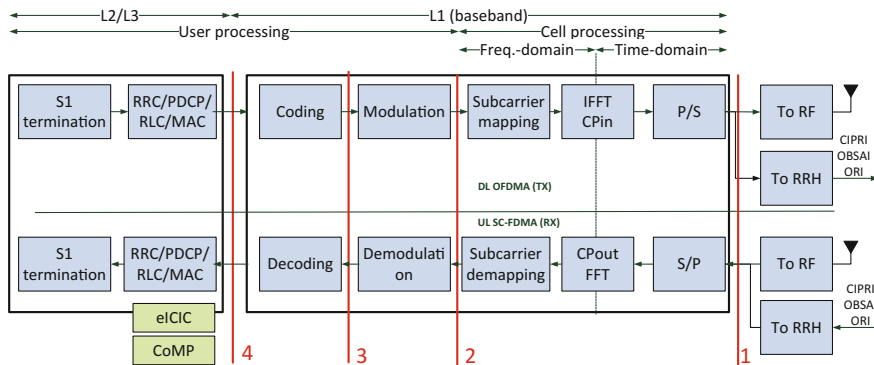 L2/L3
L1 (baseband)
User processing
Cell processing
Freq.-domain
Time-domain
S1
termination
RRC/PDCP/
RLC/MAC
Coding
Modulation
Subcarrier
mapping
IFFT
CPin
P/S
To RF
CIPRI
OBSAI
ORI
To RRH
DL OFDMA (TX)
UL SC-FDMA (RX)
S1
termination
RRC/PDCP/
RLC/MAC
Decoding
Demodulati
on
Subcarrier
demapping
CPout
FFT
S/P
To RF
CIPRI
OBSAI
ORI
To RRH
eICIC
CoMP
4
3
2
1